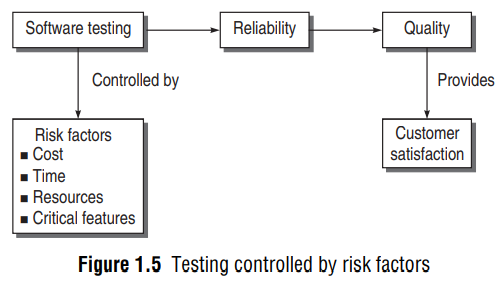 Software testing
Reliability
Quality
Controlled by
Provides
Risk factors
■ Cost
■ Time
■ Resources
■ Critical features
Customer
satisfaction
Figure 1.5 Testing controlled by risk factors